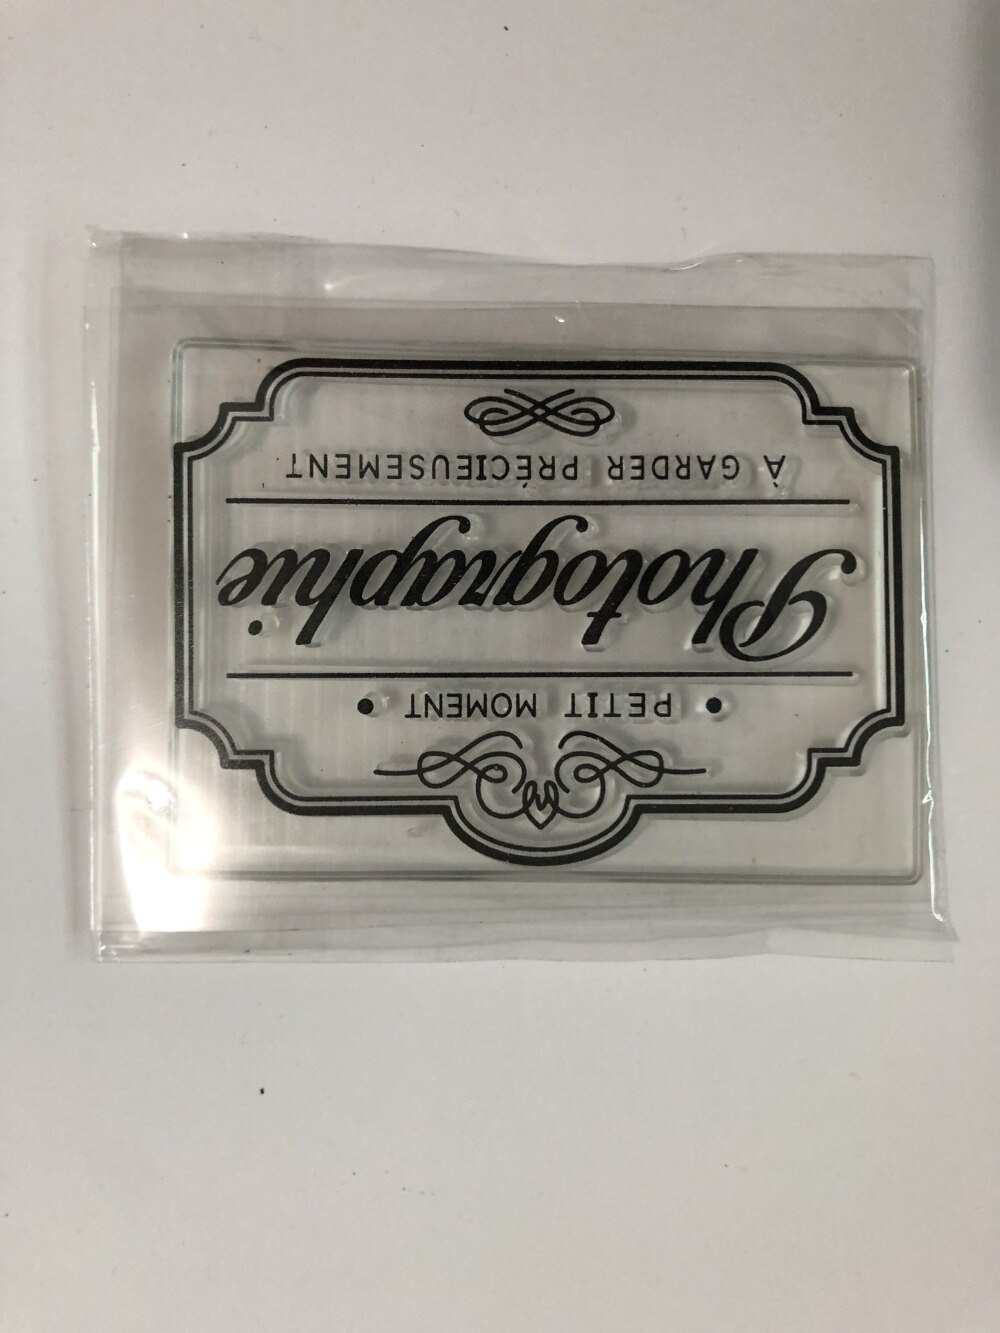 • PETIT MOMENT •
Photographie
À GARDER PRÉCIEUSEMENT